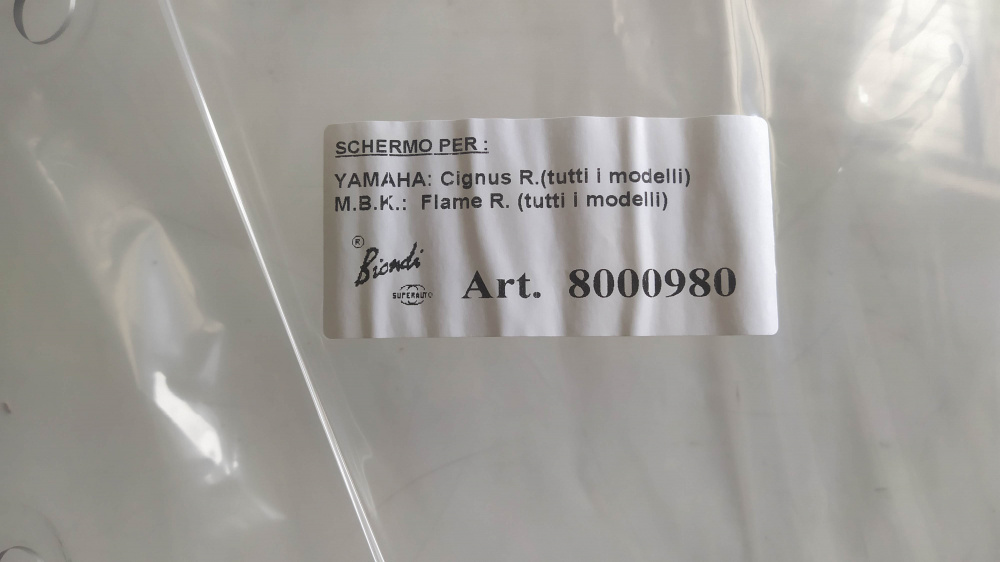 SCHERMO PER :
YAMAHA: Cignus R.(tutti i modelli)
M.B.K.: Flame R. (tutti i modelli)
® Biondi
SUPERAUTO
Art. 8000980